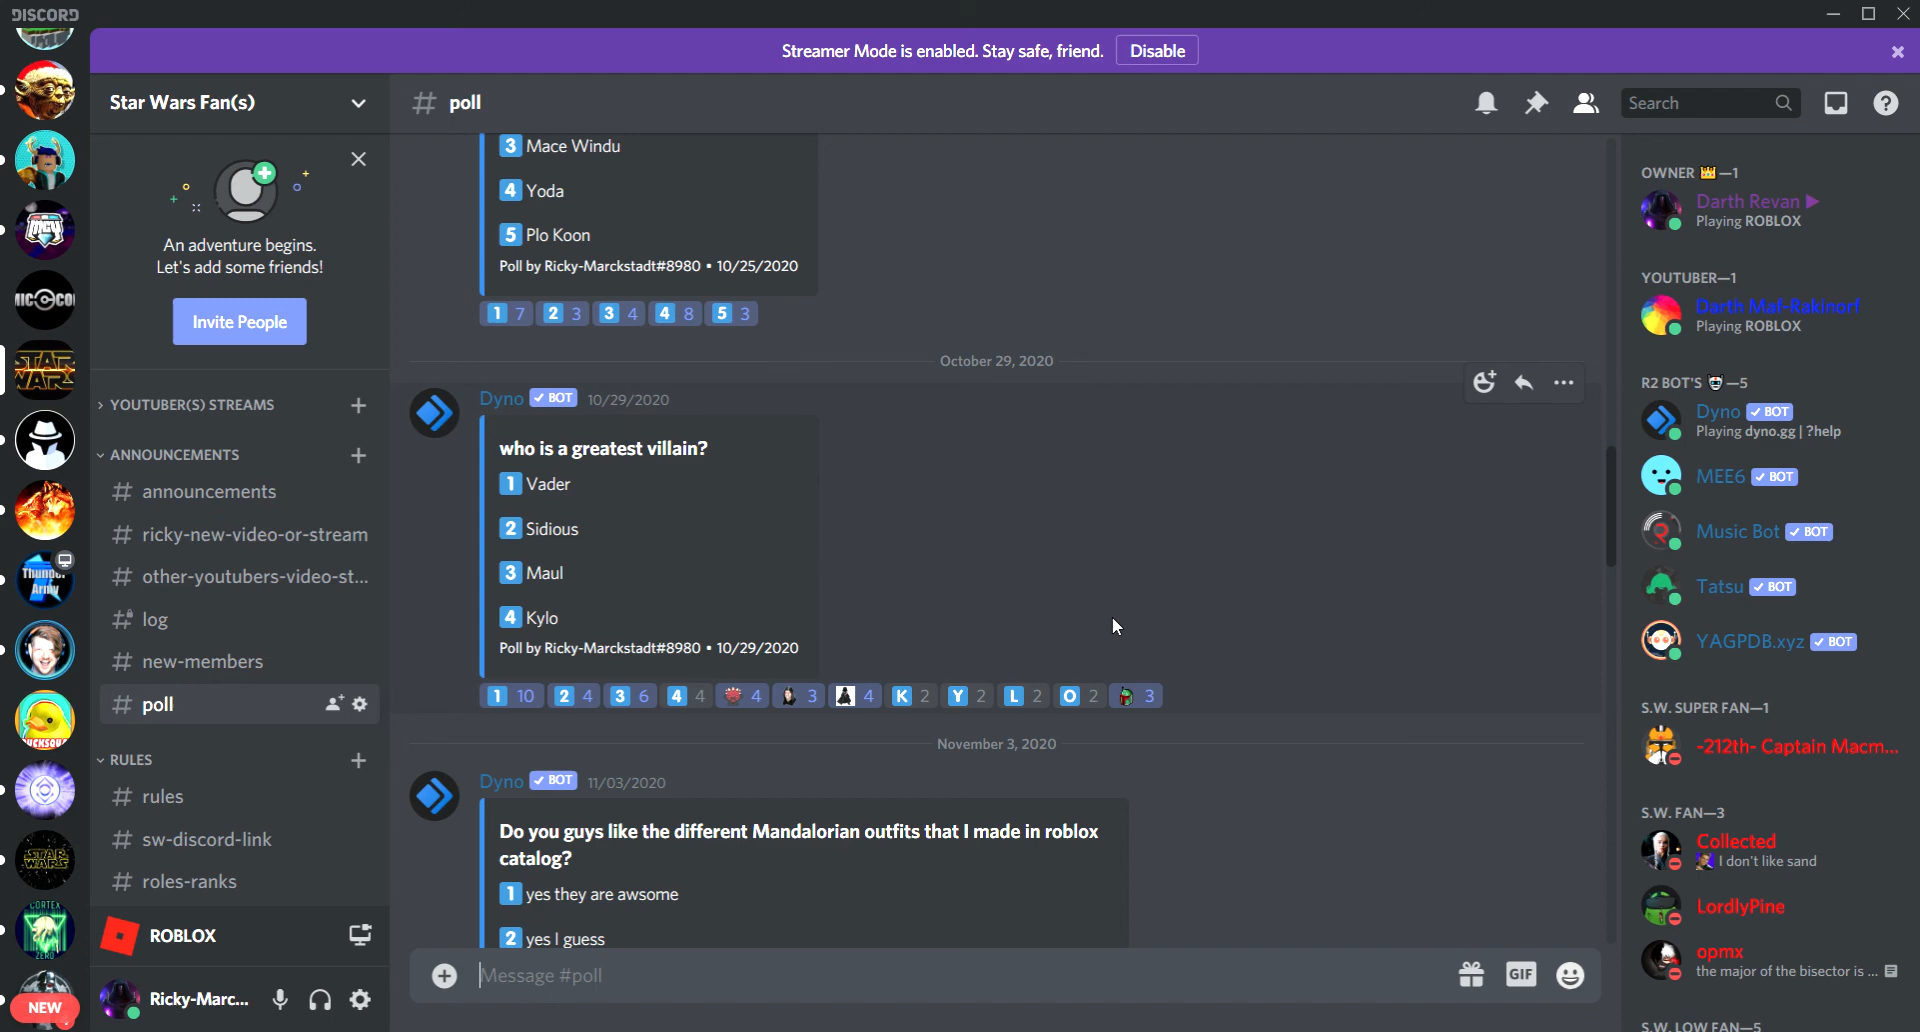 DISCORD
Streamer Mode is enabled. Stay safe, friend. Disable
Star Wars Fan(s)
An adventure begins.
Let's add some friends!
Invite People
YOUTUBER(S) STREAMS
ANNOUNCEMENTS
# announcements
# ricky-new-video-or-stream
# other-youtubers-video-st...
# log
# new-members
# poll
RULES
# rules
# sw-discord-link
# roles-ranks
ROBLOX
Ricky-Marc...
NEW
STAR
WARS
Thunder
Army
CORTEX
ZERO
# poll
Search
3 Mace Windu
4 Yoda
5 Plo Koon
Poll by Ricky-Marckstadt#8980 • 10/25/2020
1 7 2 3 3 4 4 8 5 3
October 29, 2020
Dyno ✓ BOT 10/29/2020
who is a greatest villain?
1 Vader
2 Sidious
3 Maul
4 Kylo
Poll by Ricky-Marckstadt#8980 • 10/29/2020
1 10 2 4 3 6 4 4 4 3 4 K 2 Y 2 L 2 O 2 3
November 3, 2020
Dyno ✓ BOT 11/03/2020
Do you guys like the different Mandalorian outfits that I made in roblox
catalog?
1 yes they are awsome
2 yes I guess
Message #poll
GIF
OWNER 👑—1
Darth Revan
Playing ROBLOX
YOUTUBER—1
Darth Maf-Rakinorf
Playing ROBLOX
R2 BOT'S—5
Dyno ✓ BOT
Playing dyno.gg | ?help
MEE6 ✓ BOT
Music Bot ✓ BOT
Tatsu ✓ BOT
YAGPDB.xyz ✓ BOT
S.W. SUPER FAN—1
-212th- Captain Macm...
S.W. FAN—3
Collected
I don't like sand
LordlyPine
opmx
the major of the bisector is ...
S.W. LOW FAN—5